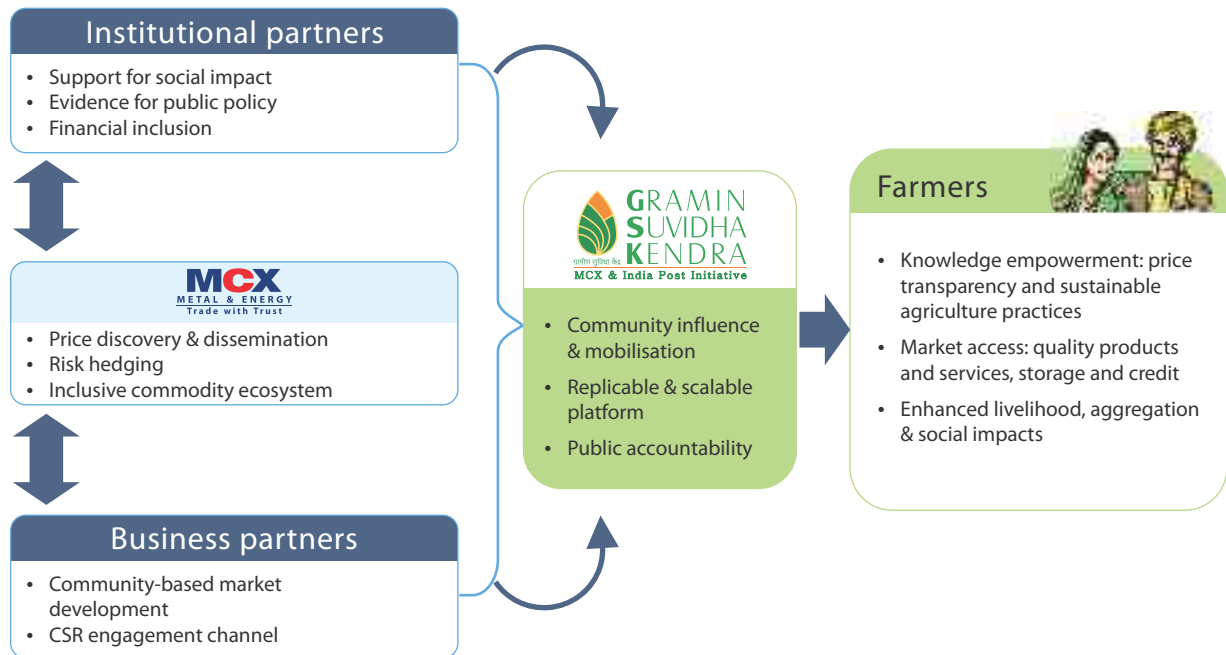 Institutional partners
• Support for social impact
• Evidence for public policy
• Financial inclusion
MCX
METAL & ENERGY
Trade with Trust
• Price discovery & dissemination
• Risk hedging
• Inclusive commodity ecosystem
Business partners
• Community-based market
development
• CSR engagement channel
GRAMIN
SUVIDHA
KENDRA
ग्रामीण सुविधा केंद्र
MCX & India Post Initiative
• Community influence
& mobilisation
• Replicable & scalable
platform
• Public accountability
Farmers
• Knowledge empowerment: price
transparency and sustainable
agriculture practices
• Market access: quality products
and services, storage and credit
• Enhanced livelihood, aggregation
& social impacts